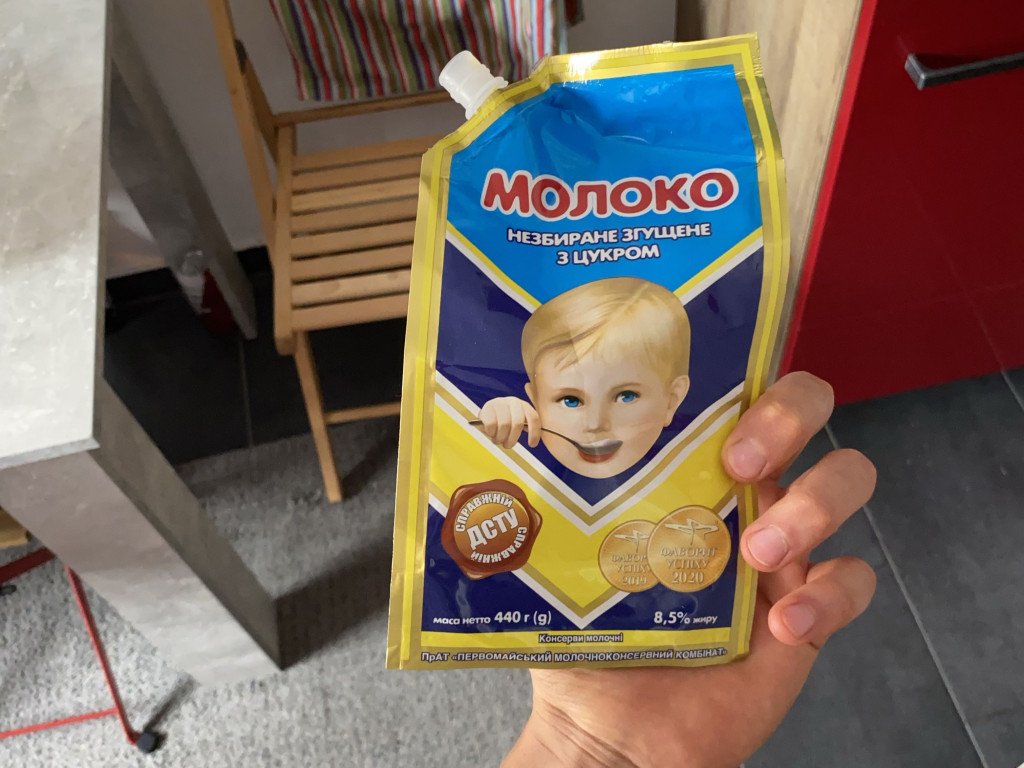 МОЛОКО
НЕЗБИРАНЕ ЗГУЩЕНЕ
З ЦУКРОМ
СПРАВЖНІЙ
ДСТУ
СПРАВЖНІЙ
ФАВОРИТ
УСПІХУ
2019
ФАВОРИТ
УСПІХУ
2020
маса нетто 440 г (g)
8,5% жиру
Консерви молочні
ПрАТ «ПЕРВОМАЙСЬКИЙ МОЛОЧНОКОНСЕРВНИЙ КОМБІНАТ»